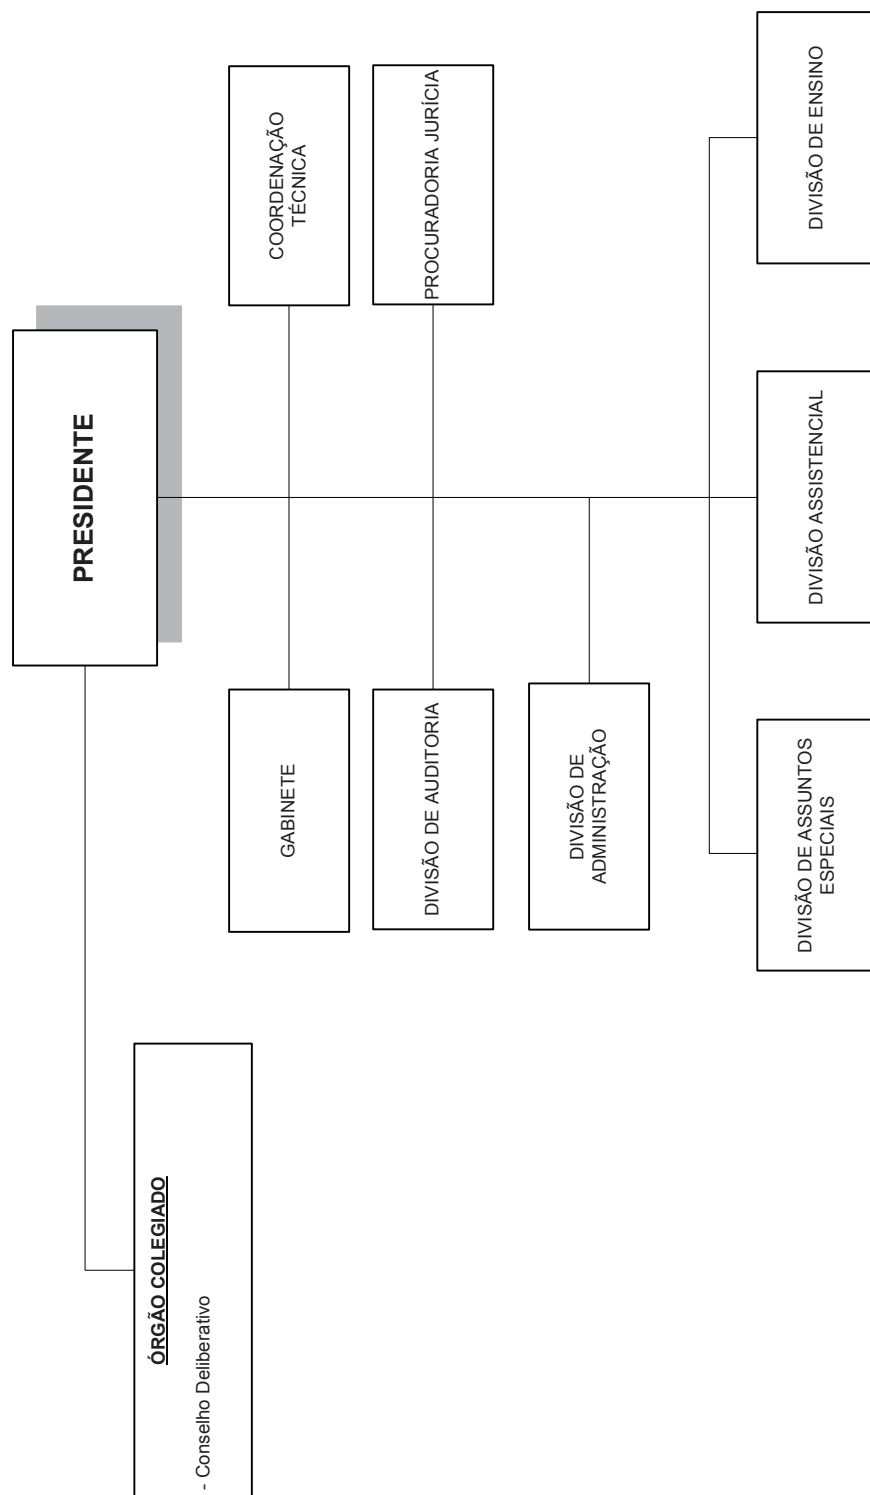 PRESIDENTE
ÓRGÃO COLEGIADO
- Conselho Deliberativo
GABINETE
COORDENAÇÃO
TÉCNICA
DIVISÃO DE AUDITORIA
PROCURADORIA JURÍCIA
DIVISÃO DE
ADMINISTRAÇÃO
DIVISÃO DE ASSUNTOS
ESPECIAIS
DIVISÃO ASSISTENCIAL
DIVISÃO DE ENSINO